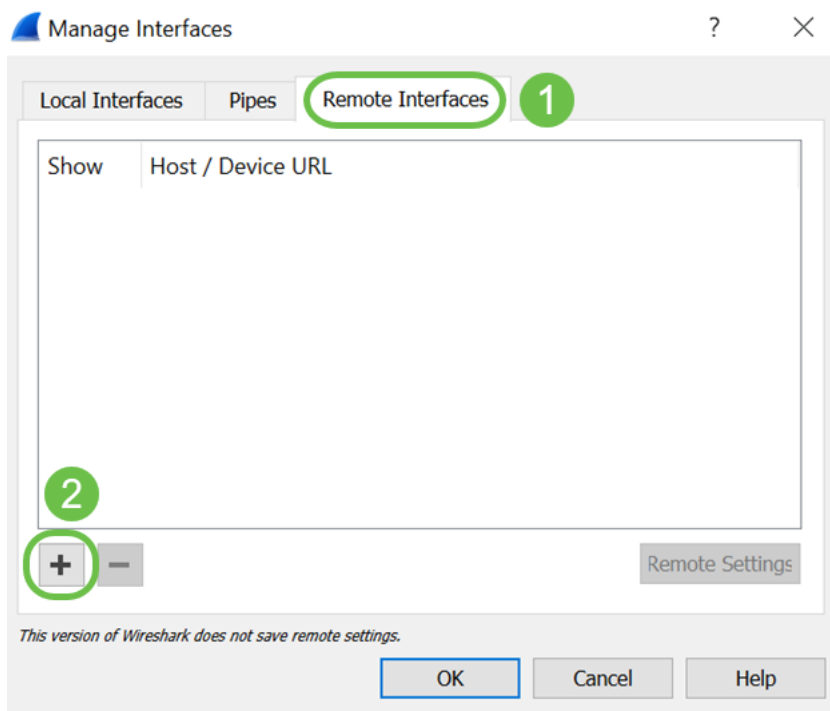 Manage Interfaces ? ×
Local Interfaces Pipes Remote Interfaces 1
Show Host / Device URL
2
+ −
Remote Settings
This version of Wireshark does not save remote settings.
OK Cancel Help